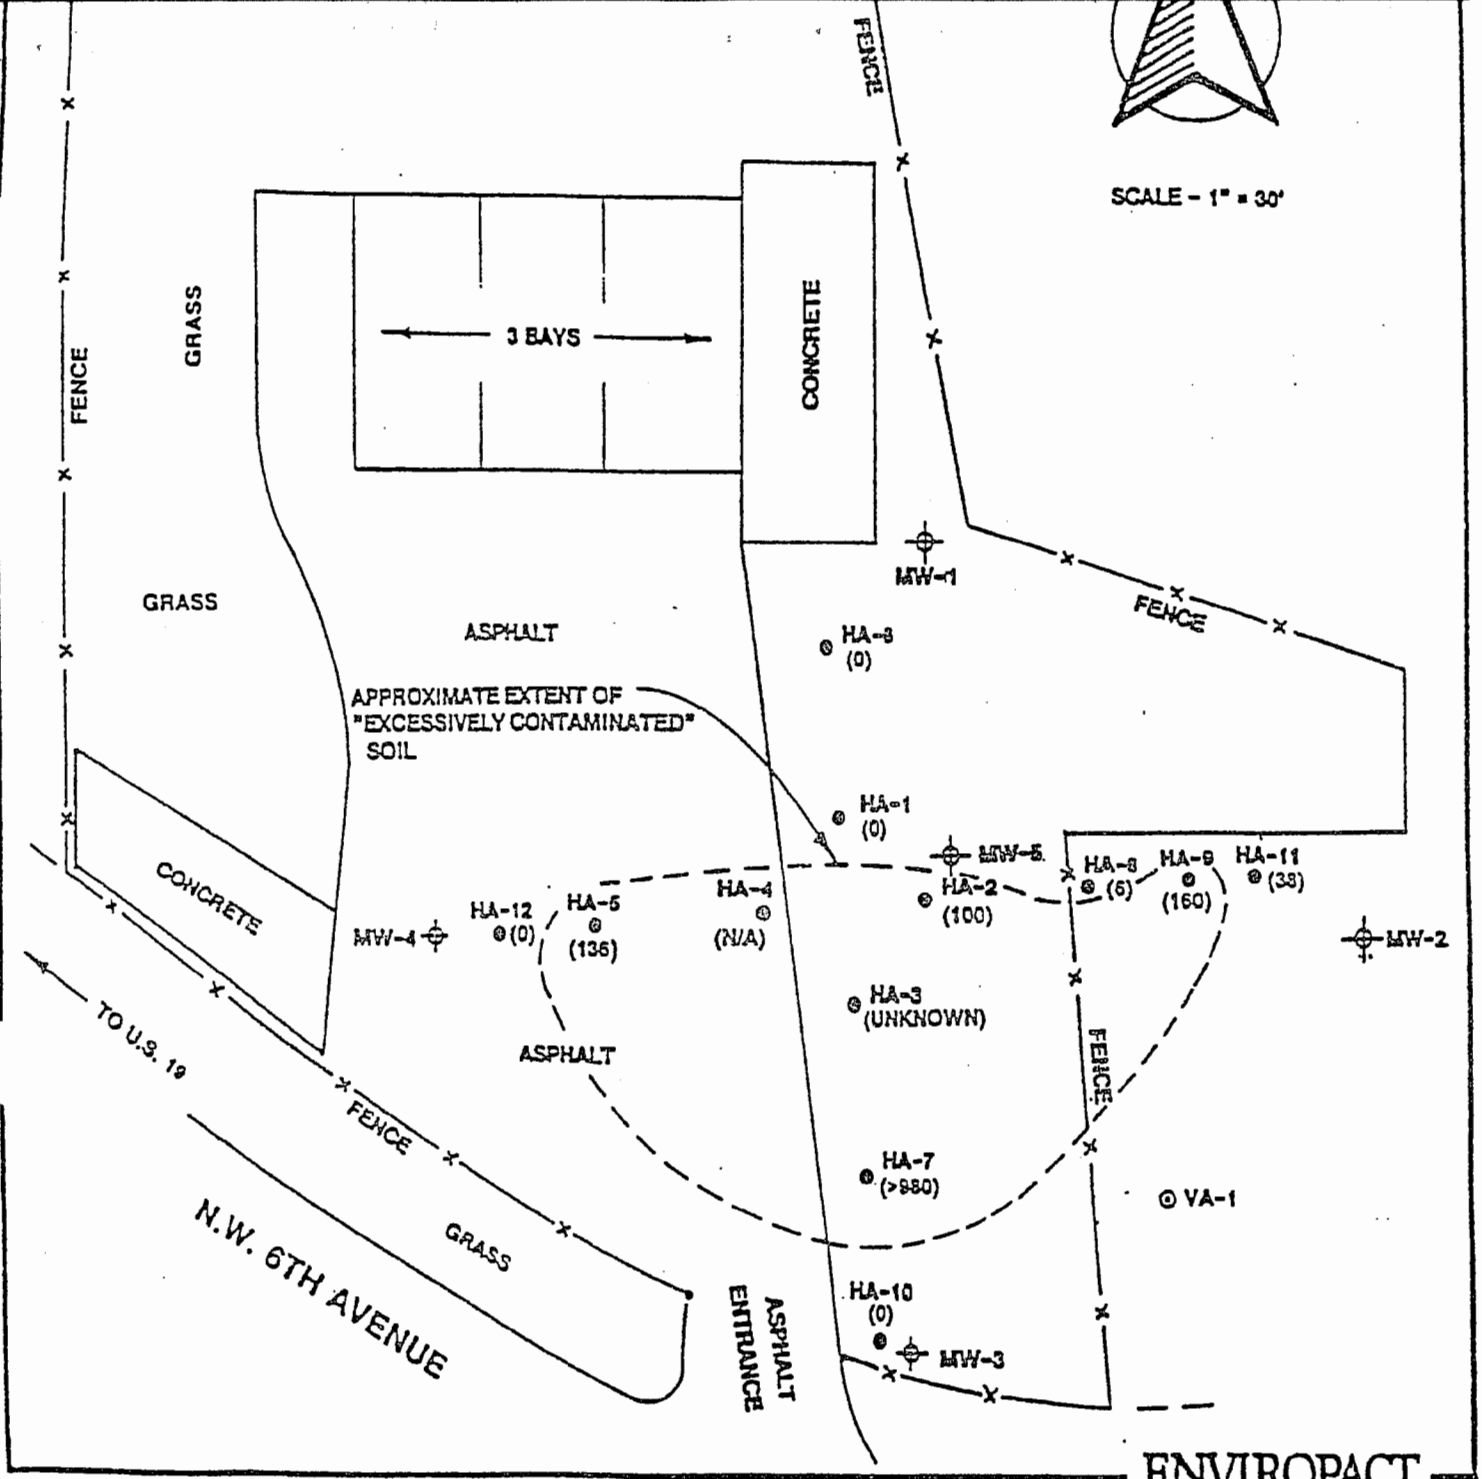 FENCE
SCALE - 1" = 30'
GRASS
3 BAYS
CONCRETE
FENCE
MW-1
GRASS
FENCE
ASPHALT
(0)
APPROXIMATE EXTENT OF
"EXCESSIVELY CONTAMINATED"
SOIL
HA-1
(0)
MW-5
CONCRETE
HA-12
(0)
HA-5
(136)
HA-4
(N/A)
HA-2
(100)
HA-8
(6)
HA-9
(160)
HA-11
(38)
MW-4
MW-2
HA-3
(UNKNOWN)
TO U.S. 19
ASPHALT
FENCE
FENCE
HA-7
(>980)
VA-1
GRASS
N.W. 6TH AVENUE
HA-10
(0)
ASPHALT
ENTRANCE
MW-3
ENVIROPACT